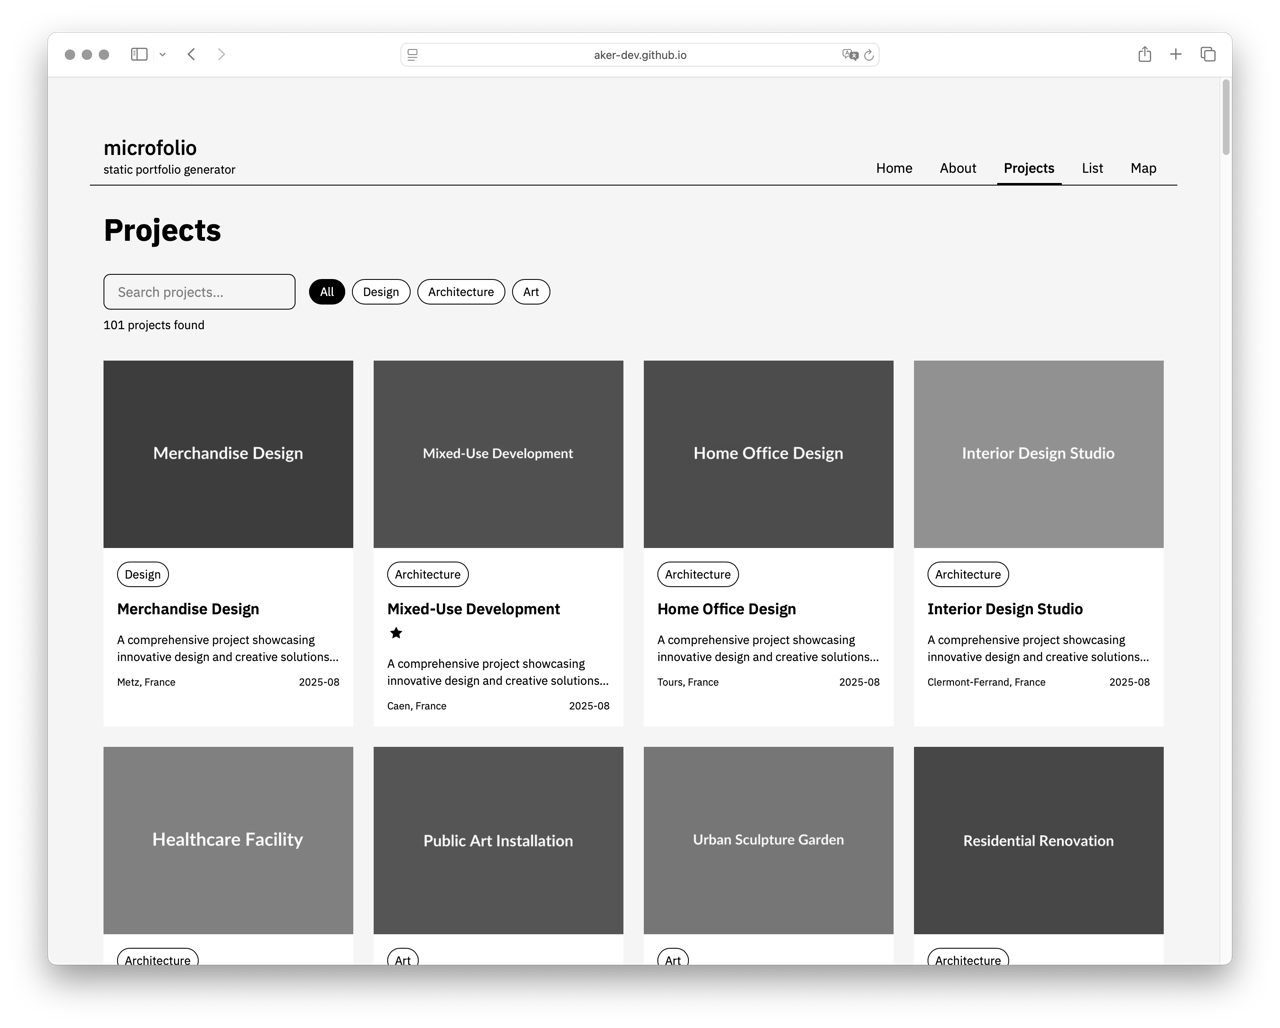 aker-dev.github.io
microfolio
static portfolio generator
Home About Projects List Map
Projects
Search projects...
All Design Architecture Art
101 projects found
Merchandise Design
Mixed-Use Development
Home Office Design
Interior Design Studio
Design
Merchandise Design
A comprehensive project showcasing
innovative design and creative solutions...
Metz, France 2025-08
Architecture
Mixed-Use Development
★
A comprehensive project showcasing
innovative design and creative solutions...
Caen, France 2025-08
Architecture
Home Office Design
A comprehensive project showcasing
innovative design and creative solutions...
Tours, France 2025-08
Architecture
Interior Design Studio
A comprehensive project showcasing
innovative design and creative solutions...
Clermont-Ferrand, France 2025-08
Healthcare Facility
Public Art Installation
Urban Sculpture Garden
Residential Renovation
Architecture
Art
Art
Architecture